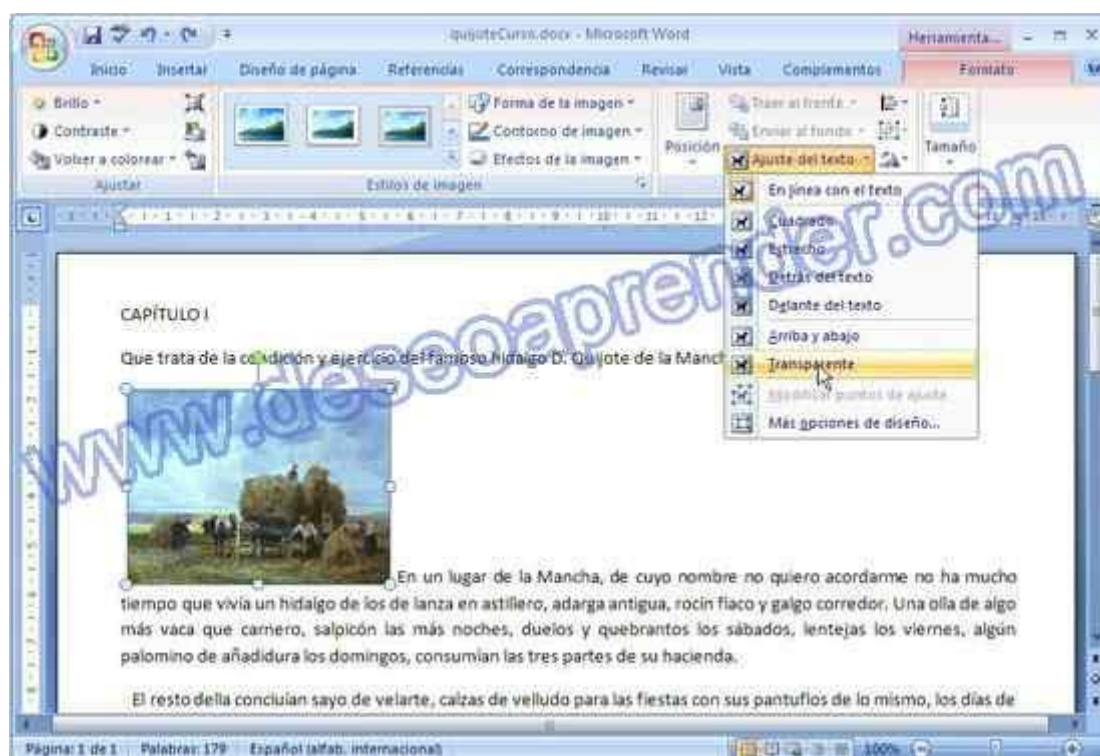 quijoteCurso.docx - Microsoft Word
Herramienta...
Inicio Insertar Diseño de página Referencias Correspondencia Revisar Vista Complementos Formato
Brillo
Contraste
Volver a colorear
Ajustar
Forma de la imagen
Contorno de imagen
Efectos de la imagen
Estilos de imagen
Posición
Traer al frente
Enviar al fondo
Ajuste del texto
Tamaño
En línea con el texto
Cuadrado
Estrecho
Detrás del texto
Delante del texto
Arriba y abajo
Transparente
Modificar puntos de ajuste
Más opciones de diseño...
www.deseoaprender.com
CAPÍTULO I
Que trata de la condición y ejercicio del famoso hidalgo D. Quijote de la Manch
En un lugar de la Mancha, de cuyo nombre no quiero acordarme no ha mucho
tiempo que vivía un hidalgo de los de lanza en astillero, adarga antigua, rocín flaco y galgo corredor. Una olla de algo
más vaca que carnero, salpicón las más noches, duelos y quebrantos los sábados, lentejas los viernes, algún
palomino de añadidura los domingos, consumían las tres partes de su hacienda.
El resto della concluían sayo de velarte, calzas de velludo para las fiestas con sus pantuflos de lo mismo, los días de
Página: 1 de 1 Palabras: 179 Español (alfab. internacional) 100%